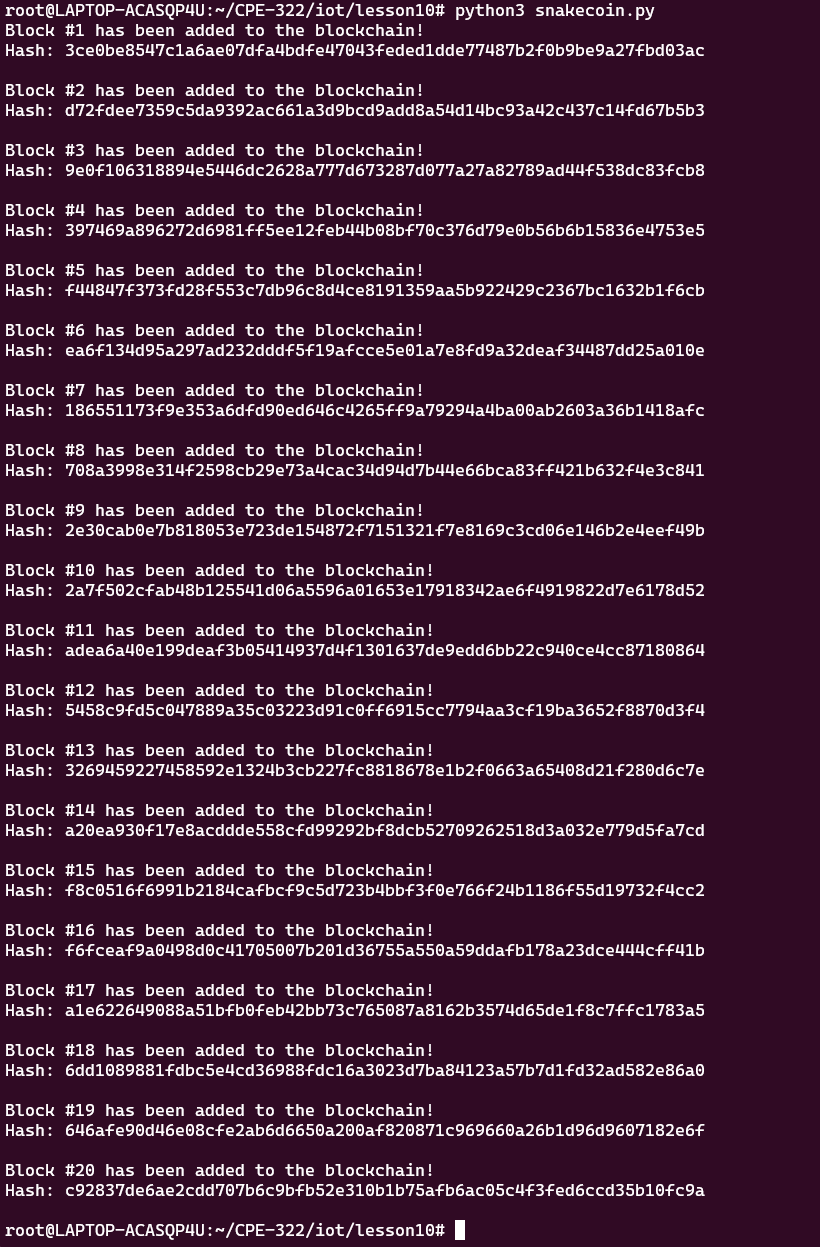 root@LAPTOP-ACASQP4U:~/CPE-322/iot/lesson10# python3 snakecoin.py
Block #1 has been added to the blockchain!
Hash: 3ce0be8547c1a6ae07dfa4bdfe47043feded1dde77487b2f0b9be9a27fbd03ac
Block #2 has been added to the blockchain!
Hash: d72fdee7359c5da9392ac661a3d9bcd9add8a54d14bc93a42c437c14fd67b5b3
Block #3 has been added to the blockchain!
Hash: 9e0f106318894e5446dc2628a777d673287d077a27a82789ad44f538dc83fcb8
Block #4 has been added to the blockchain!
Hash: 397469a896272d6981ff5ee12feb44b08bf70c376d79e0b56b6b15836e4753e5
Block #5 has been added to the blockchain!
Hash: f44847f373fd28f553c7db96c8d4ce8191359aa5b922429c2367bc1632b1f6cb
Block #6 has been added to the blockchain!
Hash: ea6f134d95a297ad232dddf5f19afcce5e01a7e8fd9a32deaf34487dd25a010e
Block #7 has been added to the blockchain!
Hash: 186551173f9e353a6dfd90ed646c4265ff9a79294a4ba00ab2603a36b1418afc
Block #8 has been added to the blockchain!
Hash: 708a3998e314f2598cb29e73a4cac34d94d7b44e66bca83ff421b632f4e3c841
Block #9 has been added to the blockchain!
Hash: 2e30cab0e7b818053e723de154872f7151321f7e8169c3cd06e146b2e4eef49b
Block #10 has been added to the blockchain!
Hash: 2a7f502cfab48b125541d06a5596a01653e17918342ae6f4919822d7e6178d52
Block #11 has been added to the blockchain!
Hash: adea6a40e199deaf3b05414937d4f1301637de9edd6bb22c940ce4cc87180864
Block #12 has been added to the blockchain!
Hash: 5458c9fd5c047889a35c03223d91c0ff6915cc7794aa3cf19ba3652f8870d3f4
Block #13 has been added to the blockchain!
Hash: 3269459227458592e1324b3cb227fc8818678e1b2f0663a65408d21f280d6c7e
Block #14 has been added to the blockchain!
Hash: a20ea930f17e8acddde558cfd99292bf8dcb52709262518d3a032e779d5fa7cd
Block #15 has been added to the blockchain!
Hash: f8c0516f6991b2184cafbcf9c5d723b4bbf3f0e766f24b1186f55d19732f4cc2
Block #16 has been added to the blockchain!
Hash: f6fceaf9a0498d0c41705007b201d36755a550a59ddafb178a23dce444cff41b
Block #17 has been added to the blockchain!
Hash: a1e622649088a51bfb0feb42bb73c765087a8162b3574d65de1f8c7ffc1783a5
Block #18 has been added to the blockchain!
Hash: 6dd1089881fdbc5e4cd36988fdc16a3023d7ba84123a57b7d1fd32ad582e86a0
Block #19 has been added to the blockchain!
Hash: 646afe90d46e08cfe2ab6d6650a200af820871c969660a26b1d96d9607182e6f
Block #20 has been added to the blockchain!
Hash: c92837de6ae2cdd707b6c9bfb52e310b1b75afb6ac05c4f3fed6ccd35b10fc9a
root@LAPTOP-ACASQP4U:~/CPE-322/iot/lesson10#